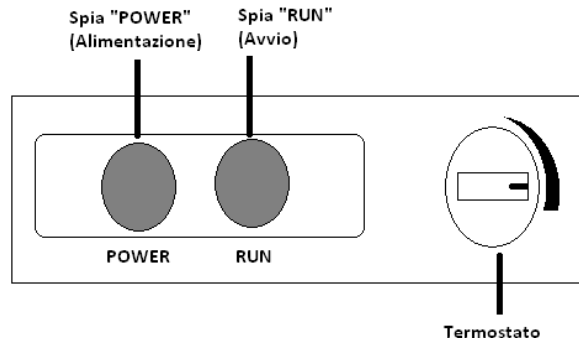 Spia "POWER"
(Alimentazione)
Spia "RUN"
(Avvio)
POWER
RUN
Termostato